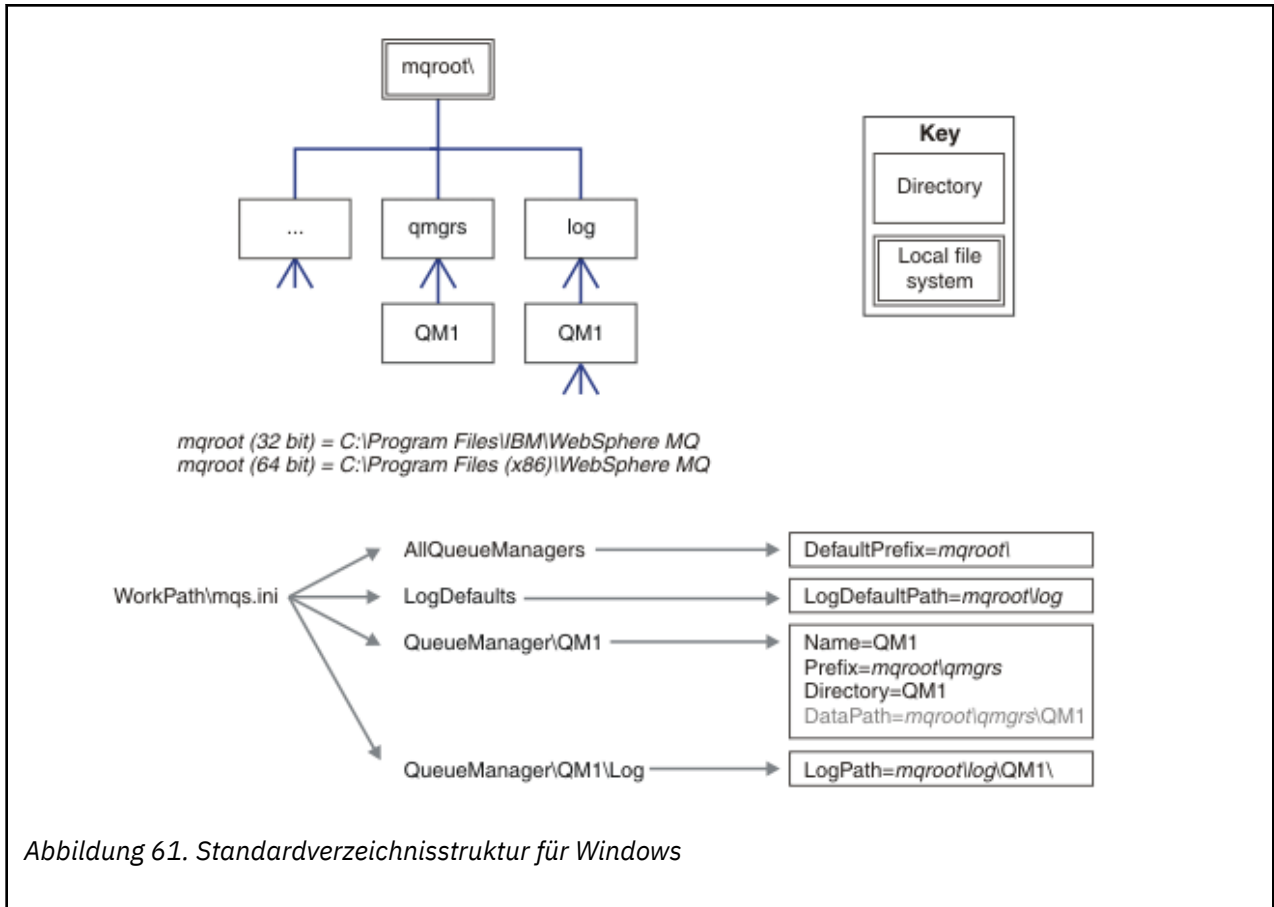 mqroot\
Key
Directory
Local file
system
...
qmgrs
log
QM1
QM1
mqroot (32 bit) = C:\Program Files\IBM\WebSphere MQ
mqroot (64 bit) = C:\Program Files (x86)\WebSphere MQ
WorkPath\mqs.ini
AllQueueManagers
DefaultPrefix=mqroot\
LogDefaults
LogDefaultPath=mqroot\log
QueueManager\QM1
Name=QM1
Prefix=mqroot\qmgrs
Directory=QM1
DataPath=mqroot\qmgrs\QM1
QueueManager\QM1\Log
LogPath=mqroot\log\QM1\
Abbildung 61. Standardverzeichnisstruktur für Windows